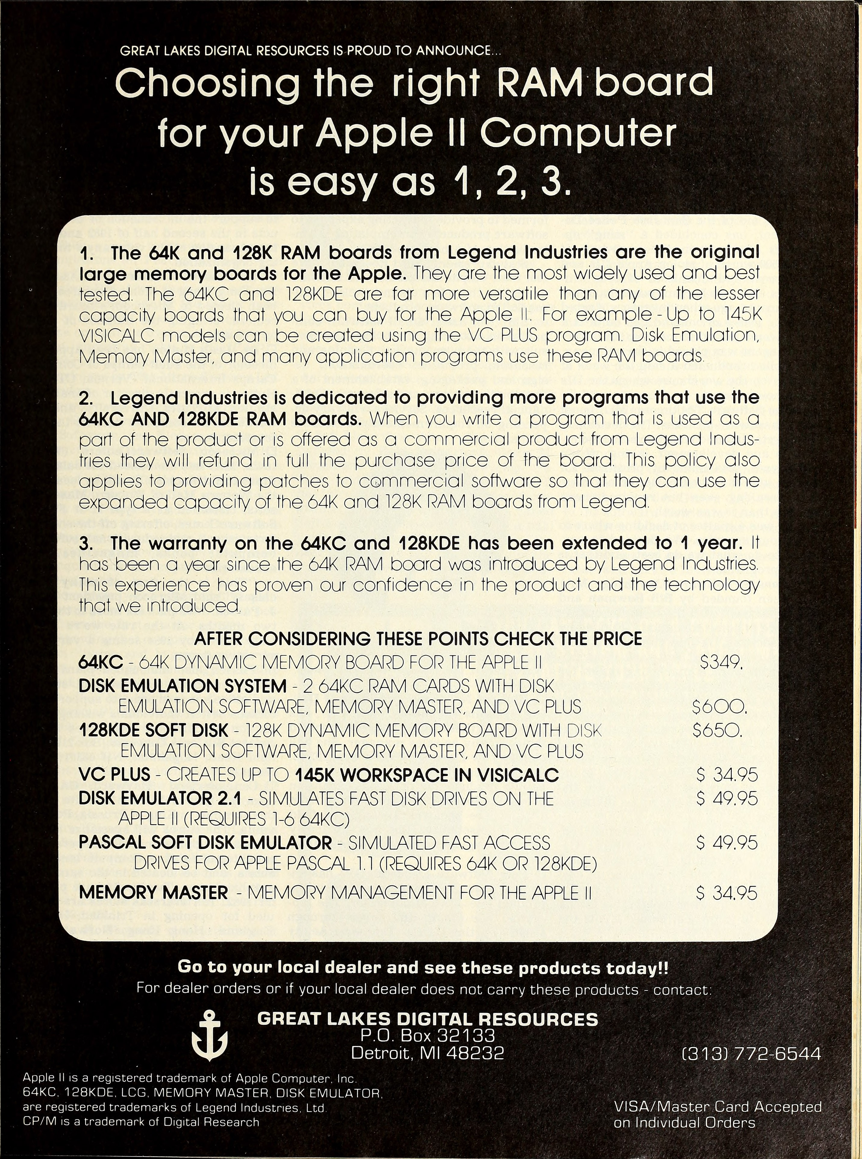 GREAT LAKES DIGITAL RESOURCES IS PROUD TO ANNOUNCE...
Choosing the right RAM board
for your Apple II Computer
is easy as 1, 2, 3.
1. The 64K and 128K RAM boards from Legend Industries are the original
large memory boards for the Apple. They are the most widely used and best
tested. The 64KC and 128KDE are far more versatile than any of the lesser
capacity boards that you can buy for the Apple II. For example - Up to 145K
VISICALC models can be created using the VC PLUS program. Disk Emulation,
Memory Master, and many application programs use these RAM boards.
2. Legend Industries is dedicated to providing more programs that use the
64KC AND 128KDE RAM boards. When you write a program that is used as a
part of the product or is offered as a commercial product from Legend Indus-
tries they will refund in full the purchase price of the board. This policy also
applies to providing patches to commercial software so that they can use the
expanded capacity of the 64K and 128K RAM boards from Legend.
3. The warranty on the 64KC and 128KDE has been extended to 1 year. It
has been a year since the 64K RAM board was introduced by Legend Industries.
This experience has proven our confidence in the product and the technology
that we introduced.
AFTER CONSIDERING THESE POINTS CHECK THE PRICE
64KC - 64K DYNAMIC MEMORY BOARD FOR THE APPLE II $349.
DISK EMULATION SYSTEM - 2 64KC RAM CARDS WITH DISK
EMULATION SOFTWARE, MEMORY MASTER, AND VC PLUS $600.
128KDE SOFT DISK - 128K DYNAMIC MEMORY BOARD WITH DISK $650.
EMULATION SOFTWARE, MEMORY MASTER, AND VC PLUS
VC PLUS - CREATES UP TO 145K WORKSPACE IN VISICALC $ 34.95
DISK EMULATOR 2.1 - SIMULATES FAST DISK DRIVES ON THE $ 49.95
APPLE II (REQUIRES 1-6 64KC)
PASCAL SOFT DISK EMULATOR - SIMULATED FAST ACCESS $ 49.95
DRIVES FOR APPLE PASCAL 1.1 (REQUIRES 64K OR 128KDE)
MEMORY MASTER - MEMORY MANAGEMENT FOR THE APPLE II $ 34.95
Go to your local dealer and see these products today!!
For dealer orders or if your local dealer does not carry these products - contact:
GREAT LAKES DIGITAL RESOURCES
P.O. Box 32133
Detroit, MI 48232 (313) 772-6544
Apple II is a registered trademark of Apple Computer, Inc.
64KC, 128KDE, LCG, MEMORY MASTER, DISK EMULATOR,
are registered trademarks of Legend Industries, Ltd.
CP/M is a trademark of Digital Research
VISA/Master Card Accepted
on Individual Orders